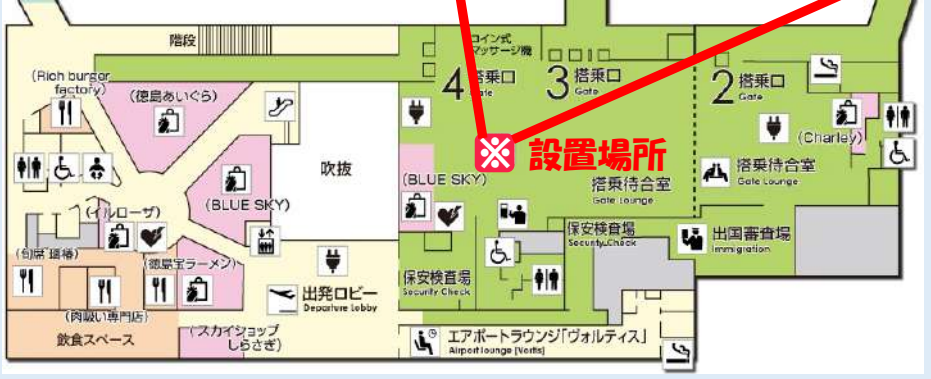 階段
コイン式
マッサージ機
4 搭乗口
Gate
3 搭乗口
Gate
2 搭乗口
Gate
(Rich burger
factory)
(徳島あいぐら)
(Charley)
※ 設置場所
吹抜
(BLUE SKY)
(BLUE SKY)
搭乗待合室
Gate Lounge
搭乗待合室
Gate Lounge
(イルローザ)
保安検査場
Security Check
出国審査場
Immigration
(徳島宝ラーメン)
保安検査場
Security Check
出発ロビー
Departure lobby
(肉吸い専門店)
飲食スペース
(スカイショップ
しらさぎ)
エアポートラウンジ「ヴォルティス」
Airport lounge [Vortis]